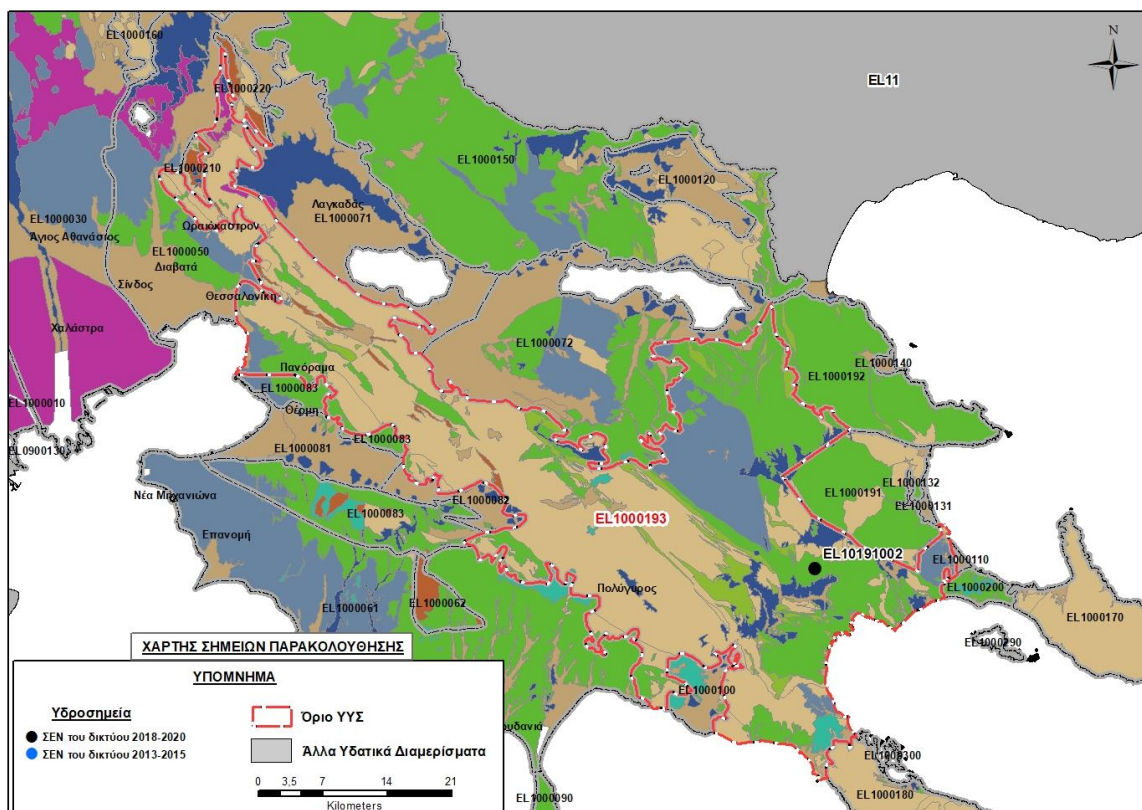 EL1000160
N
EL11
EL1000220
EL1000150
EL1000120
EL1000210
Λαγκαδάς
EL1000071
EL1000030
Ωραιόκαστρον
Άγιος Αθανάσιος
EL1000050
Διαβατά
Σίνδος
Θεσσαλονίκη
Χαλάστρα
EL1000072
EL1000140
EL1000192
Πανόραμα
EL1000083
EL1000010
Θέρμη
EL1000083
EL0900130
EL1000081
EL1000132
Νέα Μηχανιώνα
EL1000082
EL1000191
EL1000131
EL1000083
EL1000193
Επανομή
EL10191002
EL1000110
Πολύγυρος
EL1000200
EL1000061
EL1000062
EL1000170
EL1000290
ΧΑΡΤΗΣ ΣΗΜΕΙΩΝ ΠΑΡΑΚΟΛΟΥΘΗΣΗΣ
ΥΠΟΜΝΗΜΑ
EL1000100
Υδροσημεία
Όριο ΥΥΣ
ουδανιά
ΣΕΝ του δικτύου 2018-2020
Άλλα Υδατικά Διαμερίσματα
ΣΕΝ του δικτύου 2013-2015
EL1000300
0 3,5 7 14 21
Kilometers
EL1000090
EL1000180